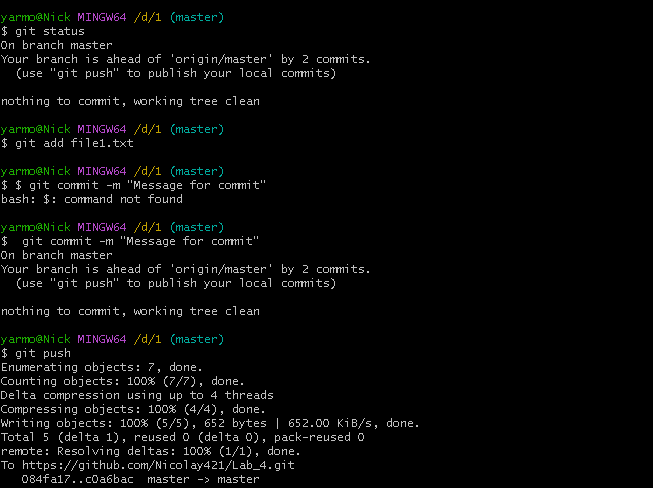 yarmo@Nick MINGW64 /d/1 (master)
$ git status
On branch master
Your branch is ahead of 'origin/master' by 2 commits.
  (use "git push" to publish your local commits)

nothing to commit, working tree clean

yarmo@Nick MINGW64 /d/1 (master)
$ git add file1.txt

yarmo@Nick MINGW64 /d/1 (master)
$ $ git commit -m "Message for commit"
bash: $: command not found

yarmo@Nick MINGW64 /d/1 (master)
$  git commit -m "Message for commit"
On branch master
Your branch is ahead of 'origin/master' by 2 commits.
  (use "git push" to publish your local commits)

nothing to commit, working tree clean

yarmo@Nick MINGW64 /d/1 (master)
$ git push
Enumerating objects: 7, done.
Counting objects: 100% (7/7), done.
Delta compression using up to 4 threads
Compressing objects: 100% (4/4), done.
Writing objects: 100% (5/5), 652 bytes | 652.00 KiB/s, done.
Total 5 (delta 1), reused 0 (delta 0), pack-reused 0
remote: Resolving deltas: 100% (1/1), done.
To https://github.com/Nicolay421/Lab_4.git
   084fa17..c0a6bac  master -> master